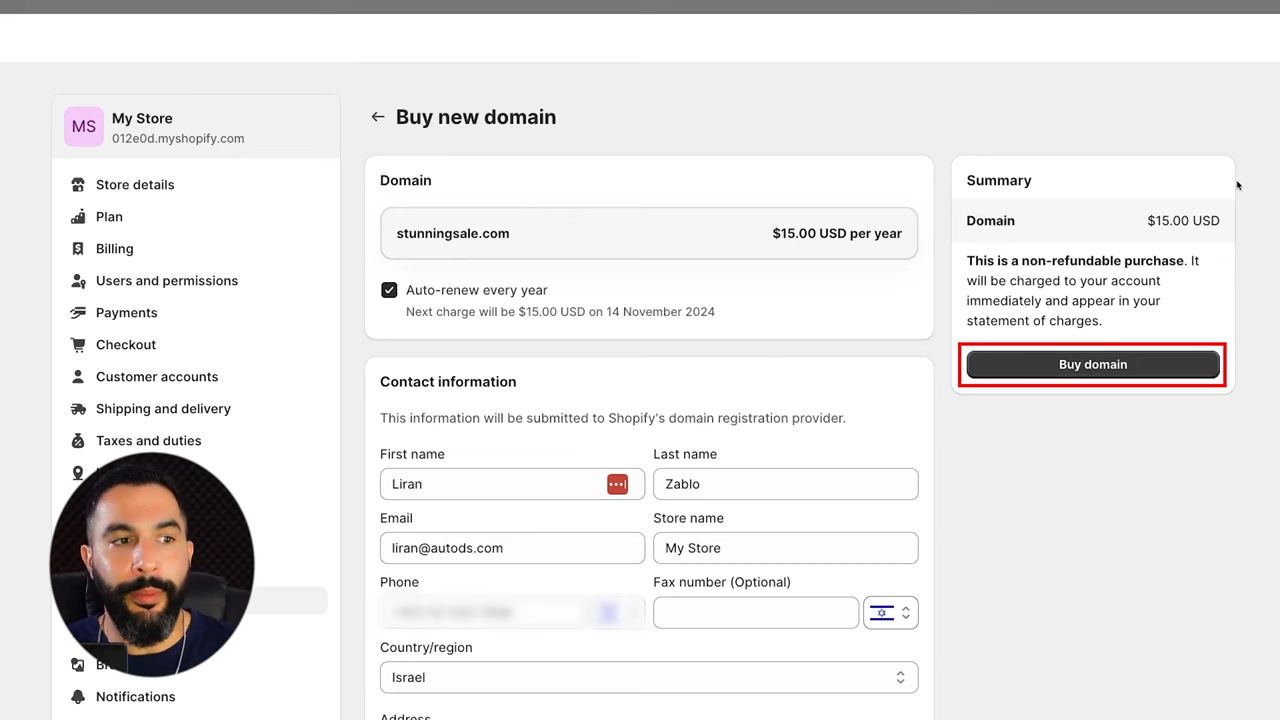 MS
My Store
012e0d.myshopify.com
Store details
Plan
Billing
Users and permissions
Payments
Checkout
Customer accounts
Shipping and delivery
Taxes and duties
Notifications
Buy new domain
Domain
stunningsale.com $15.00 USD per year
Auto-renew every year
Next charge will be $15.00 USD on 14 November 2024
Contact information
This information will be submitted to Shopify's domain registration provider.
First name Last name
Liran Zablo
Email Store name
liran@autods.com My Store
Phone Fax number (Optional)
Country/region
Israel
Address
Summary
Domain $15.00 USD
This is a non-refundable purchase. It
will be charged to your account
immediately and appear in your
statement of charges.
Buy domain